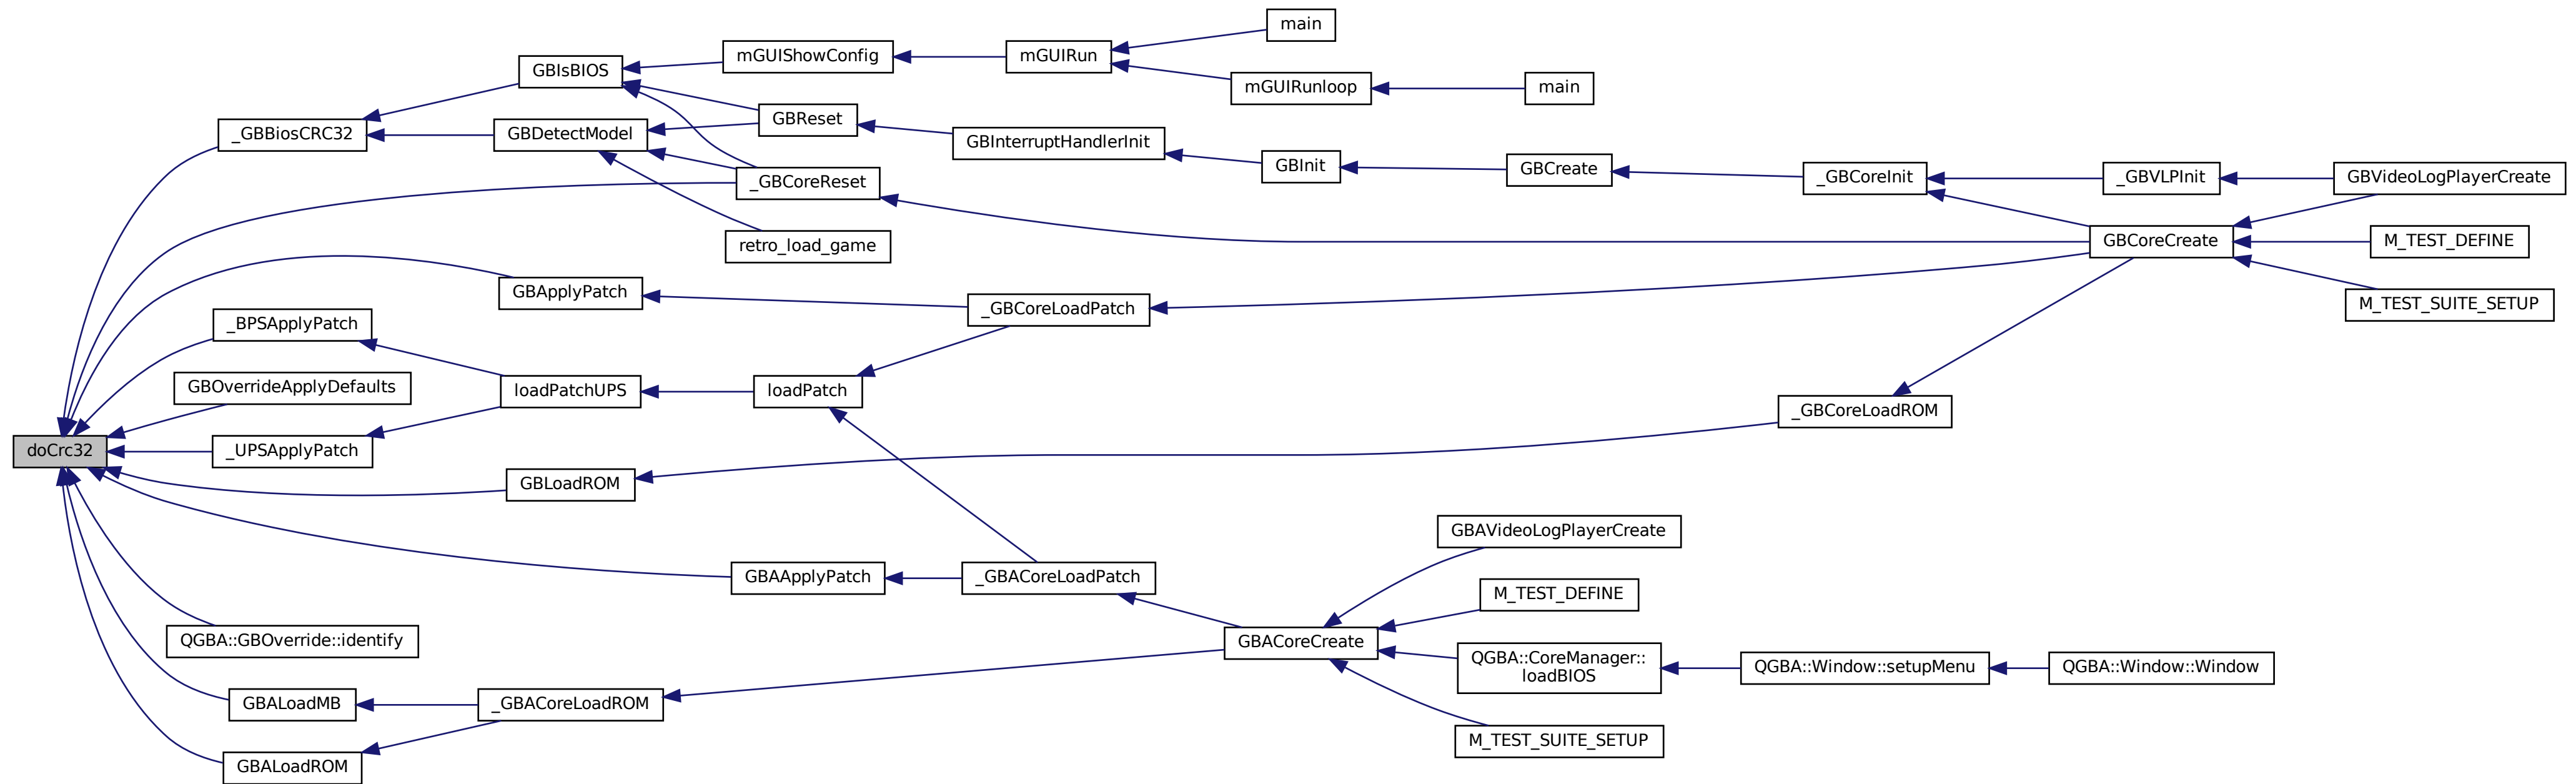 main
mGUIShowConfig
mGUIRun
GBIsBIOS
mGUIRunloop
main
_GBBiosCRC32
GBDetectModel
GBReset
GBInterruptHandlerInit
GBInit
GBCreate
_GBCoreInit
_GBVLPInit
GBVideoLogPlayerCreate
_GBCoreReset
retro_load_game
GBCoreCreate
M_TEST_DEFINE
GBApplyPatch
_GBCoreLoadPatch
M_TEST_SUITE_SETUP
_BPSApplyPatch
GBOverrideApplyDefaults
loadPatchUPS
loadPatch
_GBCoreLoadROM
doCrc32
_UPSApplyPatch
GBLoadROM
GBAVideoLogPlayerCreate
GBAApplyPatch
_GBACoreLoadPatch
M_TEST_DEFINE
QGBA::GBOverride::identify
GBACoreCreate
QGBA::CoreManager::
loadBIOS
QGBA::Window::setupMenu
QGBA::Window::Window
GBALoadMB
_GBACoreLoadROM
M_TEST_SUITE_SETUP
GBALoadROM